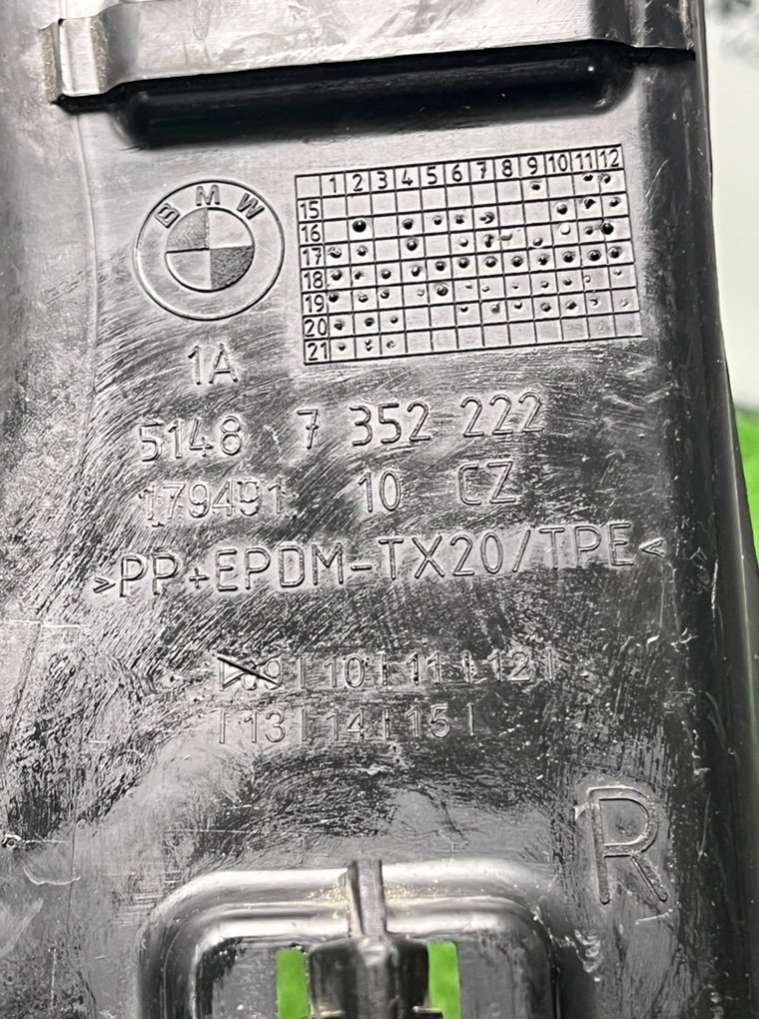 BMW
1 2 3 4 5 6 7 8 9 10 11 12
15
16
17
18
19
20
21
1A
5148 7 352 222
179491 10 CZ
>PP+EPDM-TX20/TPE<
09 | 10 | 11 | 12 |
| 13 | 14 | 15 |
R